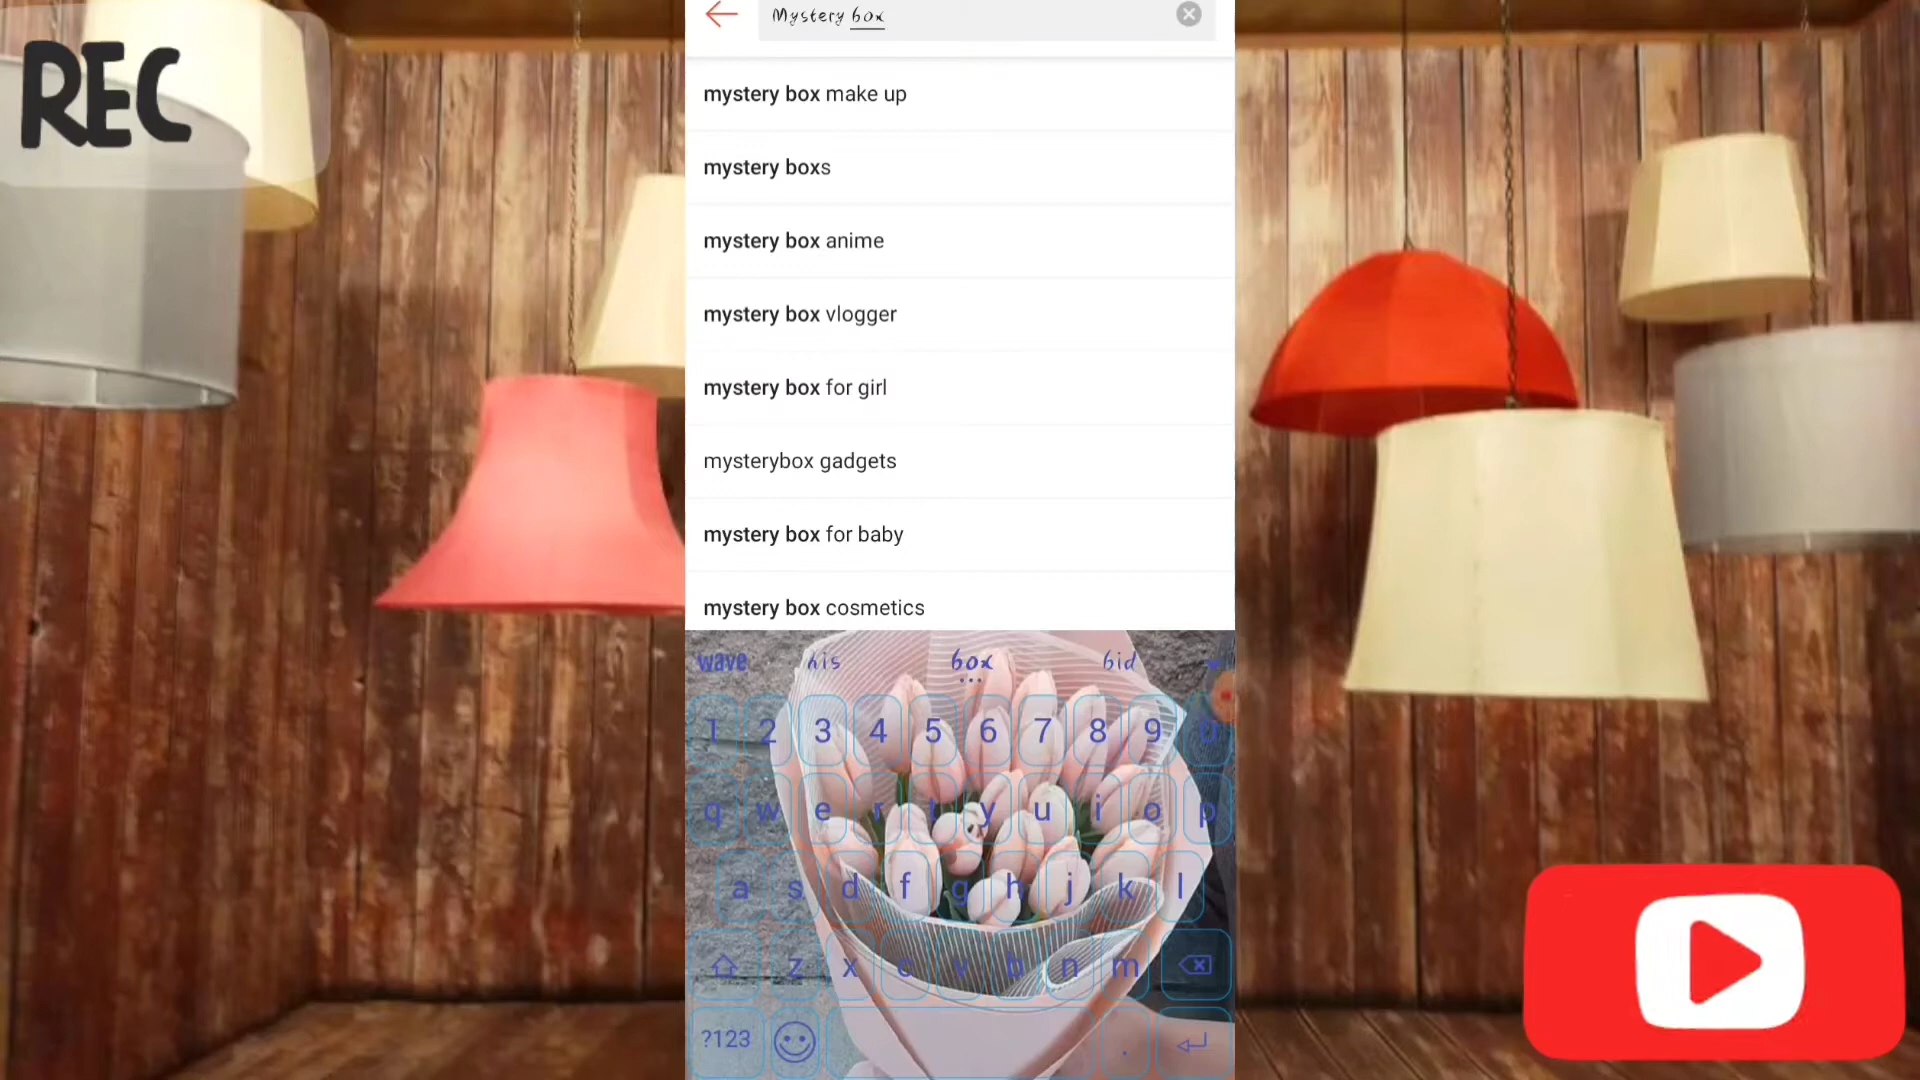 REC
Mystery box
mystery box make up
mystery boxs
mystery box anime
mystery box vlogger
mystery box for girl
mysterybox gadgets
mystery box for baby
mystery box cosmetics
wave his box bid
1 2 3 4 5 6 7 8 9 0
q w e r t y u i o p
a s d f g h j k l
z x c v b n m
?123 .